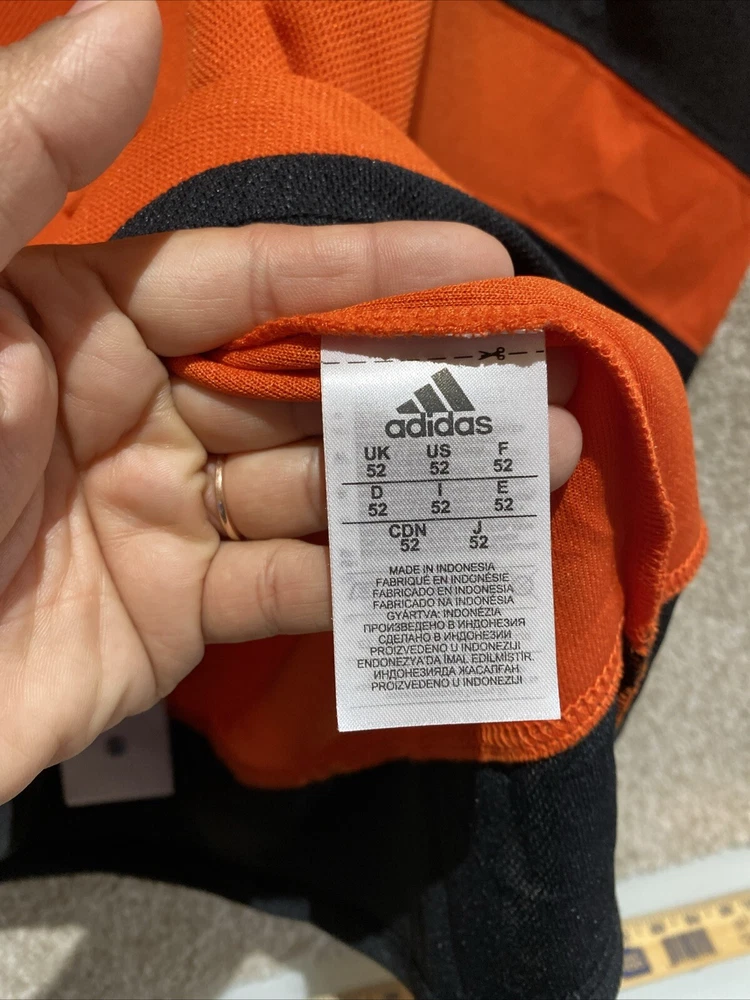 adidas
UK US F
52 52 52
D I E
52 52 52
CDN J
52 52
MADE IN INDONESIA
FABRIQUÉ EN INDONÉSIE
FABRICADO EN INDONESIA
FABRICADO NA INDONÉSIA
GYÁRTVA: INDONÉZIA
ПРОИЗВЕДЕНО В ИНДОНЕЗИЯ
СДЕЛАНО В ИНДОНЕЗИИ
PROIZVEDENO U INDONEZIJI
ENDONEZYA'DA İMAL EDİLMİŞTİR.
ИНДОНЕЗИЯДА ЖАСАЛҒАН
PROIZVEDENO U INDONEZIJI